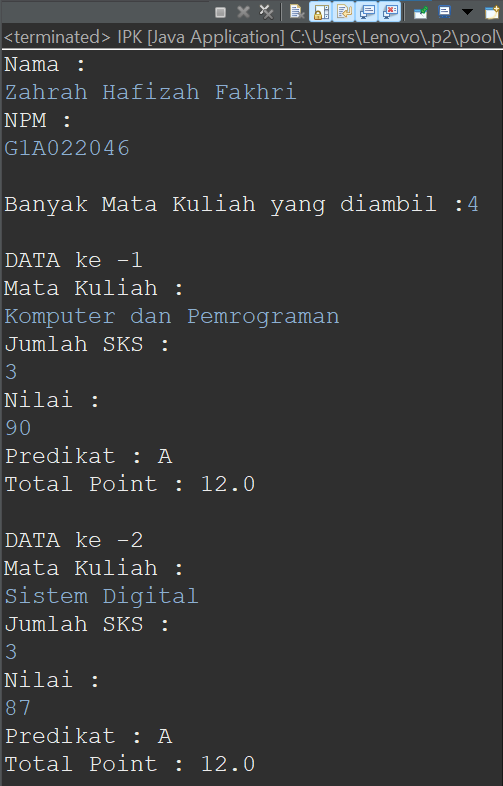 <terminated> IPK [Java Application] C:\Users\Lenovo\.p2\pool\
Nama :
Zahrah Hafizah Fakhri
NPM :
G1A022046
Banyak Mata Kuliah yang diambil :4
DATA ke -1
Mata Kuliah :
Komputer dan Pemrograman
Jumlah SKS :
3
Nilai :
90
Predikat : A
Total Point : 12.0
DATA ke -2
Mata Kuliah :
Sistem Digital
Jumlah SKS :
3
Nilai :
87
Predikat : A
Total Point : 12.0